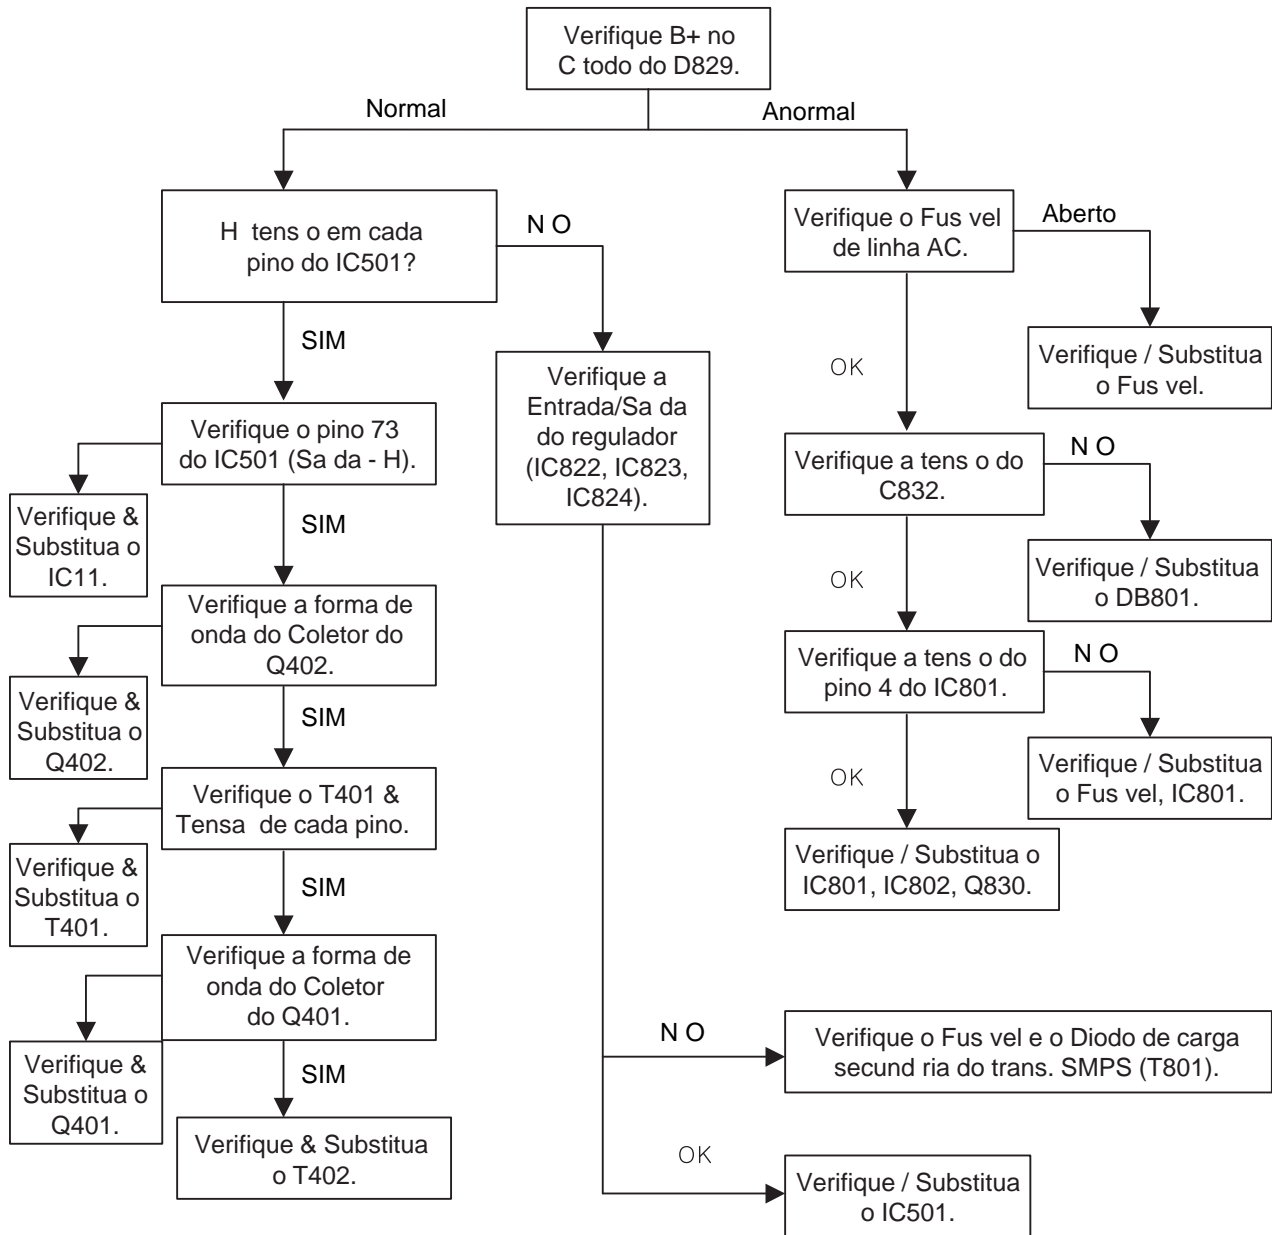 Verifique B+ no
C todo do D829.
Normal
Anormal
H tens o em cada
pino do IC501?
N O
Verifique o Fus vel
de linha AC.
Aberto
SIM
Verifique a
Entrada/Sa da
do regulador
(IC822, IC823,
IC824).
OK
Verifique / Substitua
o Fus vel.
Verifique o pino 73
do IC501 (Sa da - H).
Verifique a tens o do
C832.
N O
Verifique &
Substitua o
IC11.
SIM
OK
Verifique / Substitua
o DB801.
Verifique a forma de
onda do Coletor do
Q402.
Verifique a tens o do
pino 4 do IC801.
N O
Verifique &
Substitua o
Q402.
SIM
OK
Verifique / Substitua
o Fus vel, IC801.
Verifique o T401 &
Tensa de cada pino.
Verifique / Substitua o
IC801, IC802, Q830.
Verifique &
Substitua o
T401.
SIM
Verifique a forma de
onda do Coletor
do Q401.
N O
Verifique o Fus vel e o Diodo de carga
secund ria do trans. SMPS (T801).
Verifique &
Substitua o
Q401.
SIM
Verifique & Substitua
o T402.
OK
Verifique / Substitua
o IC501.